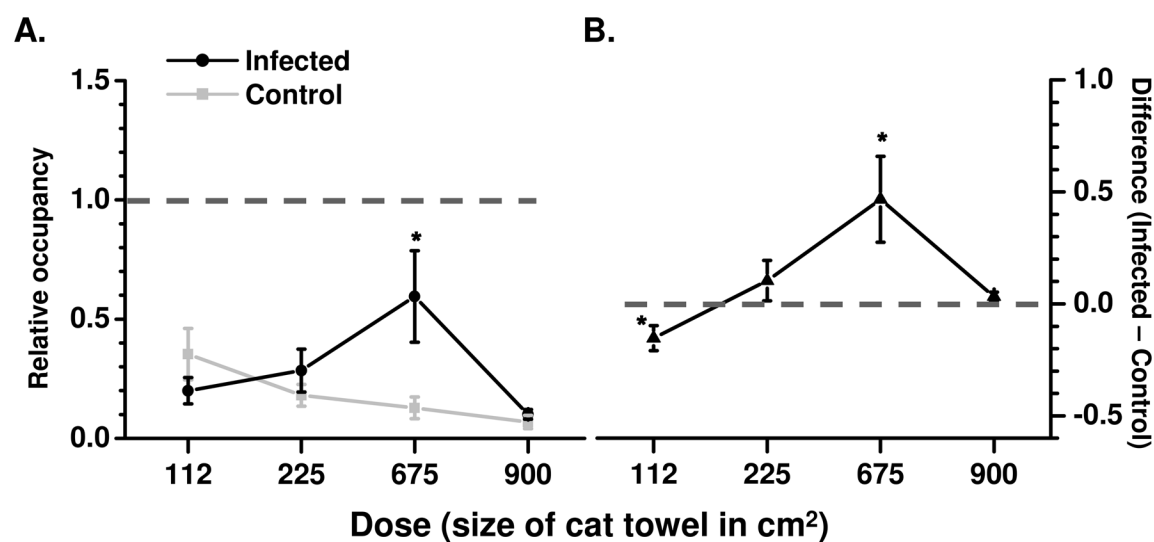 A.
Infected
Control
1.5
1.0
0.5
0.0
Relative occupancy
*
112 225 675 900
B.
*
*
1.0
0.5
0.0
-0.5
Difference (Infected – Control)
112 225 675 900
Dose (size of cat towel in cm²)